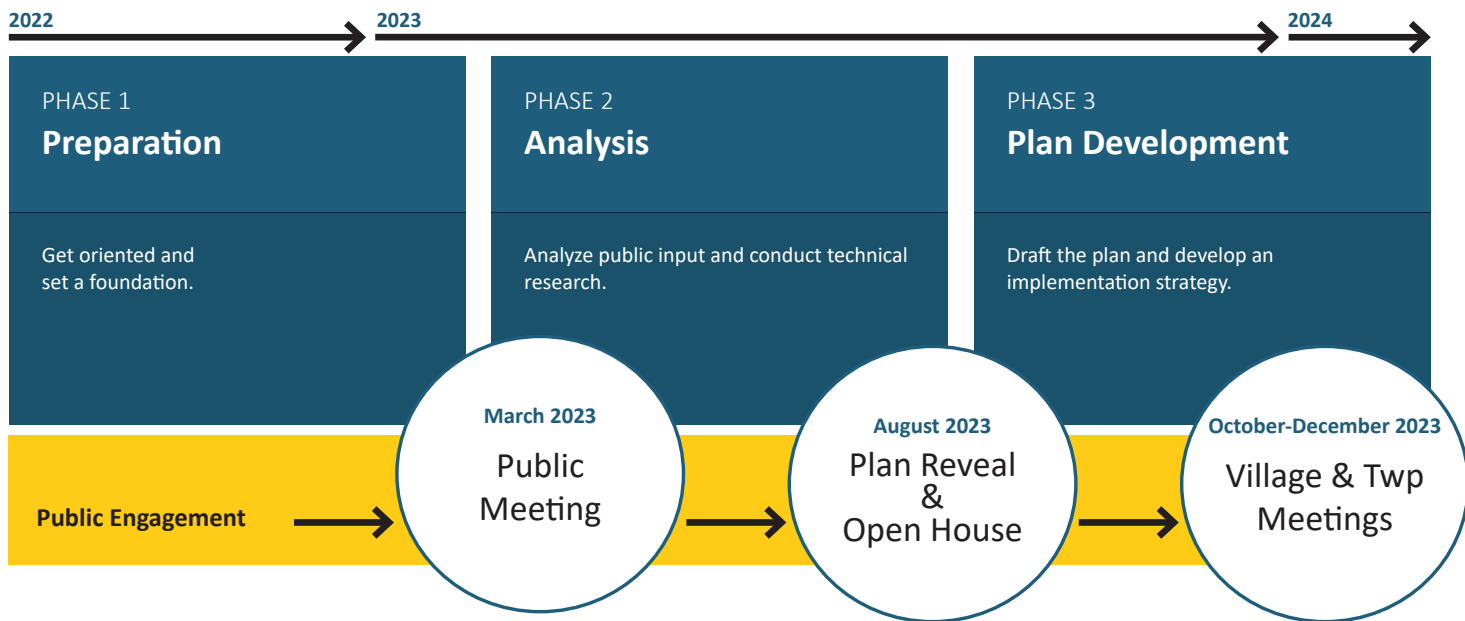 2022
2023
2024
PHASE 1
Preparation
Get oriented and
set a foundation.
PHASE 2
Analysis
Analyze public input and conduct technical
research.
PHASE 3
Plan Development
Draft the plan and develop an
implementation strategy.
Public Engagement
March 2023
Public
Meeting
August 2023
Plan Reveal
&
Open House
October-December 2023
Village & Twp
Meetings